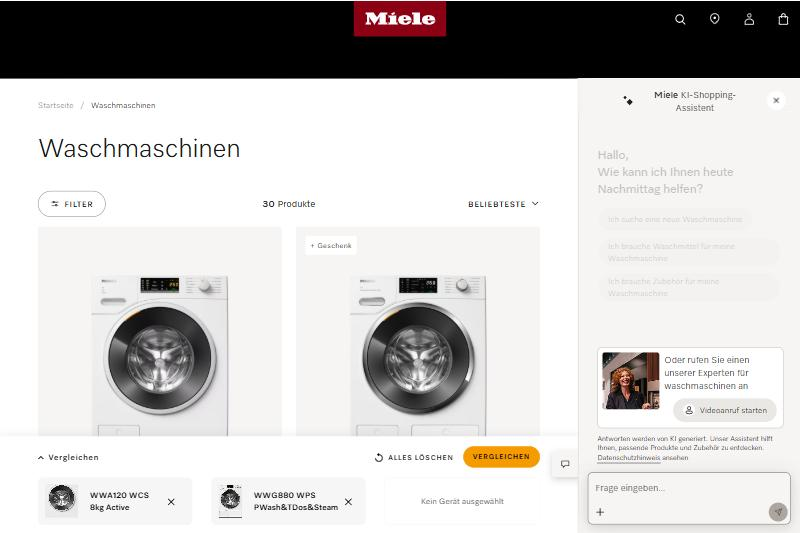 Miele
Startseite / Waschmaschinen
Waschmaschinen
FILTER
30 Produkte
BELIEBTESTE
+ Geschenk
Vergleichen
ALLES LÖSCHEN
VERGLEICHEN
WWA120 WCS
8kg Active
WWG880 WPS
PWash&TDos&Steam
Kein Gerät ausgewählt
Miele KI-Shopping-
Assistent
Hallo,
Wie kann ich Ihnen heute
Nachmittag helfen?
Ich suche eine neue Waschmaschine
Ich brauche Waschmittel für meine
Waschmaschine
Ich brauche Zubehör für meine
Waschmaschine
Oder rufen Sie einen
unserer Experten für
waschmaschinen an
Videoanruf starten
Antworten werden von KI generiert. Unser Assistent hilft
Ihnen, passende Produkte und Zubehör zu entdecken.
Datenschutzhinweis ansehen
Frage eingeben...